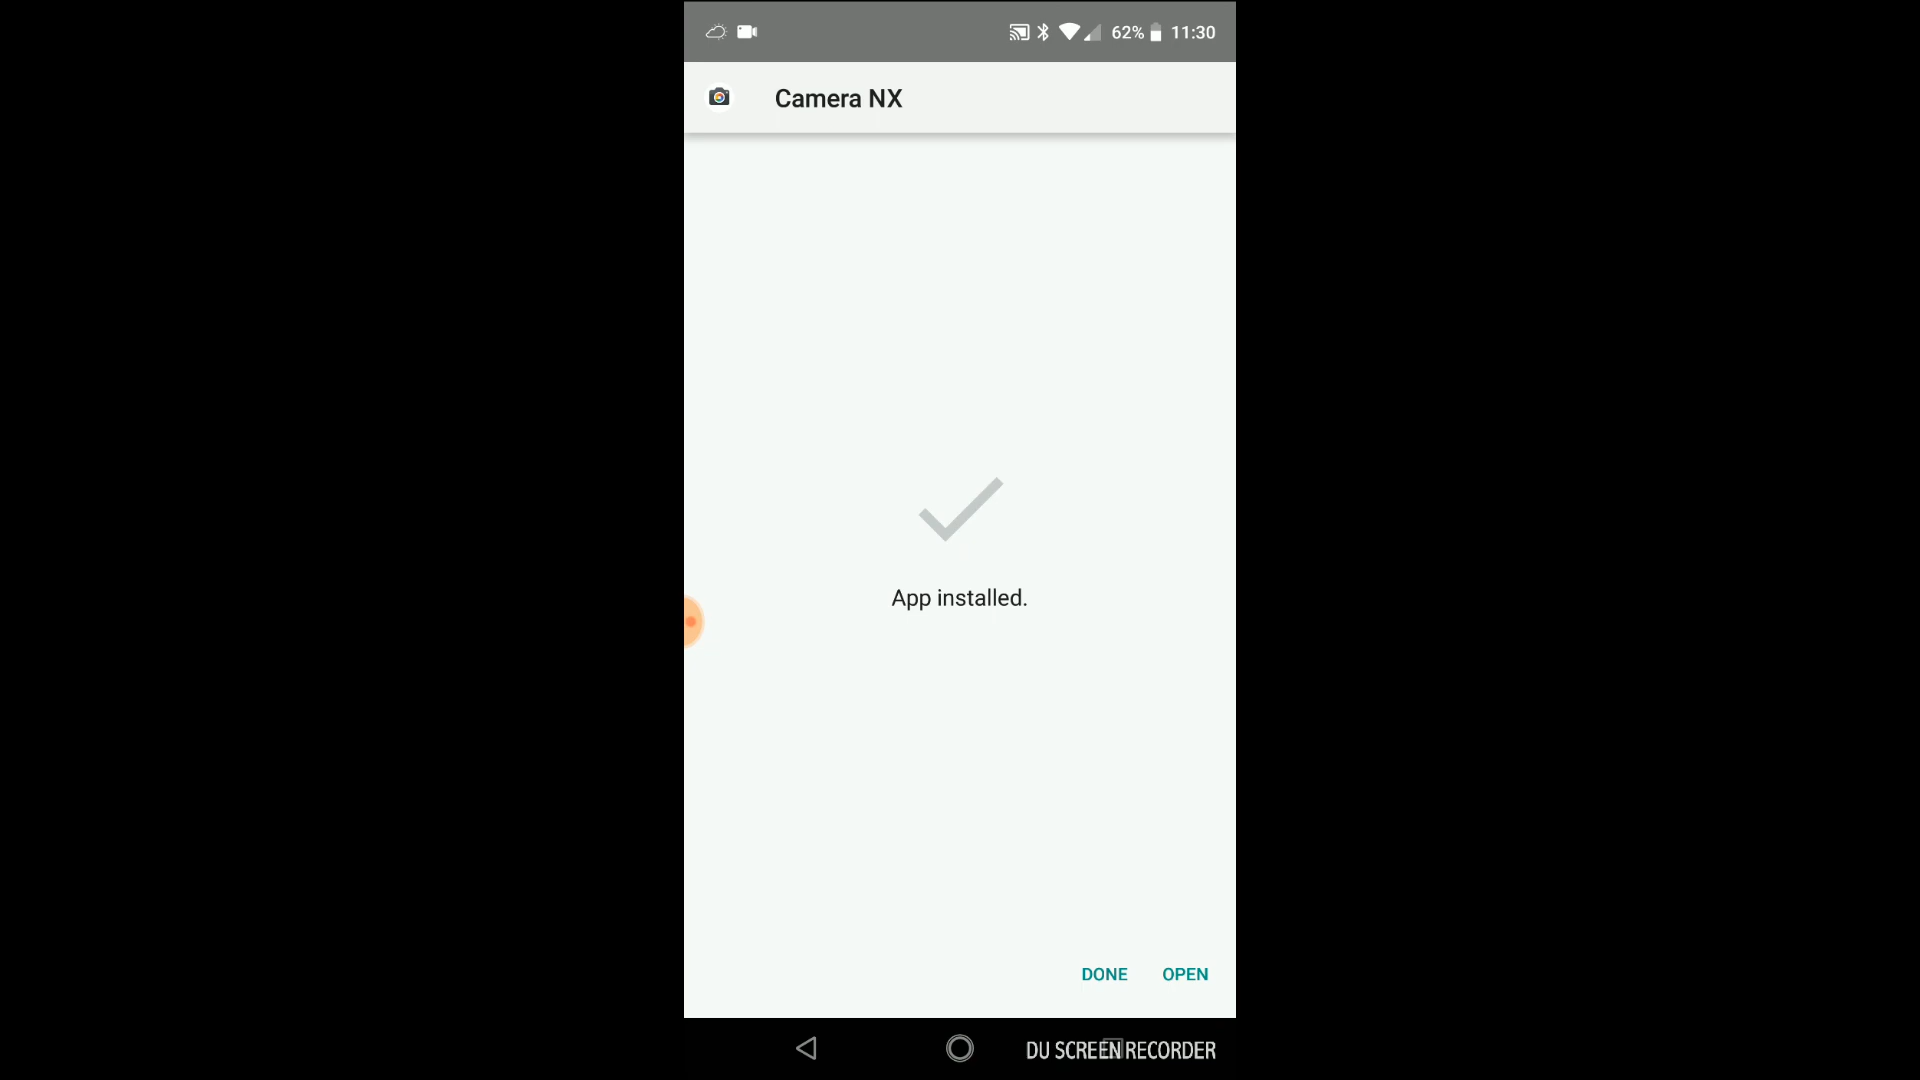 62% 11:30
Camera NX
App installed.
DONE OPEN
DU SCREEN RECORDER